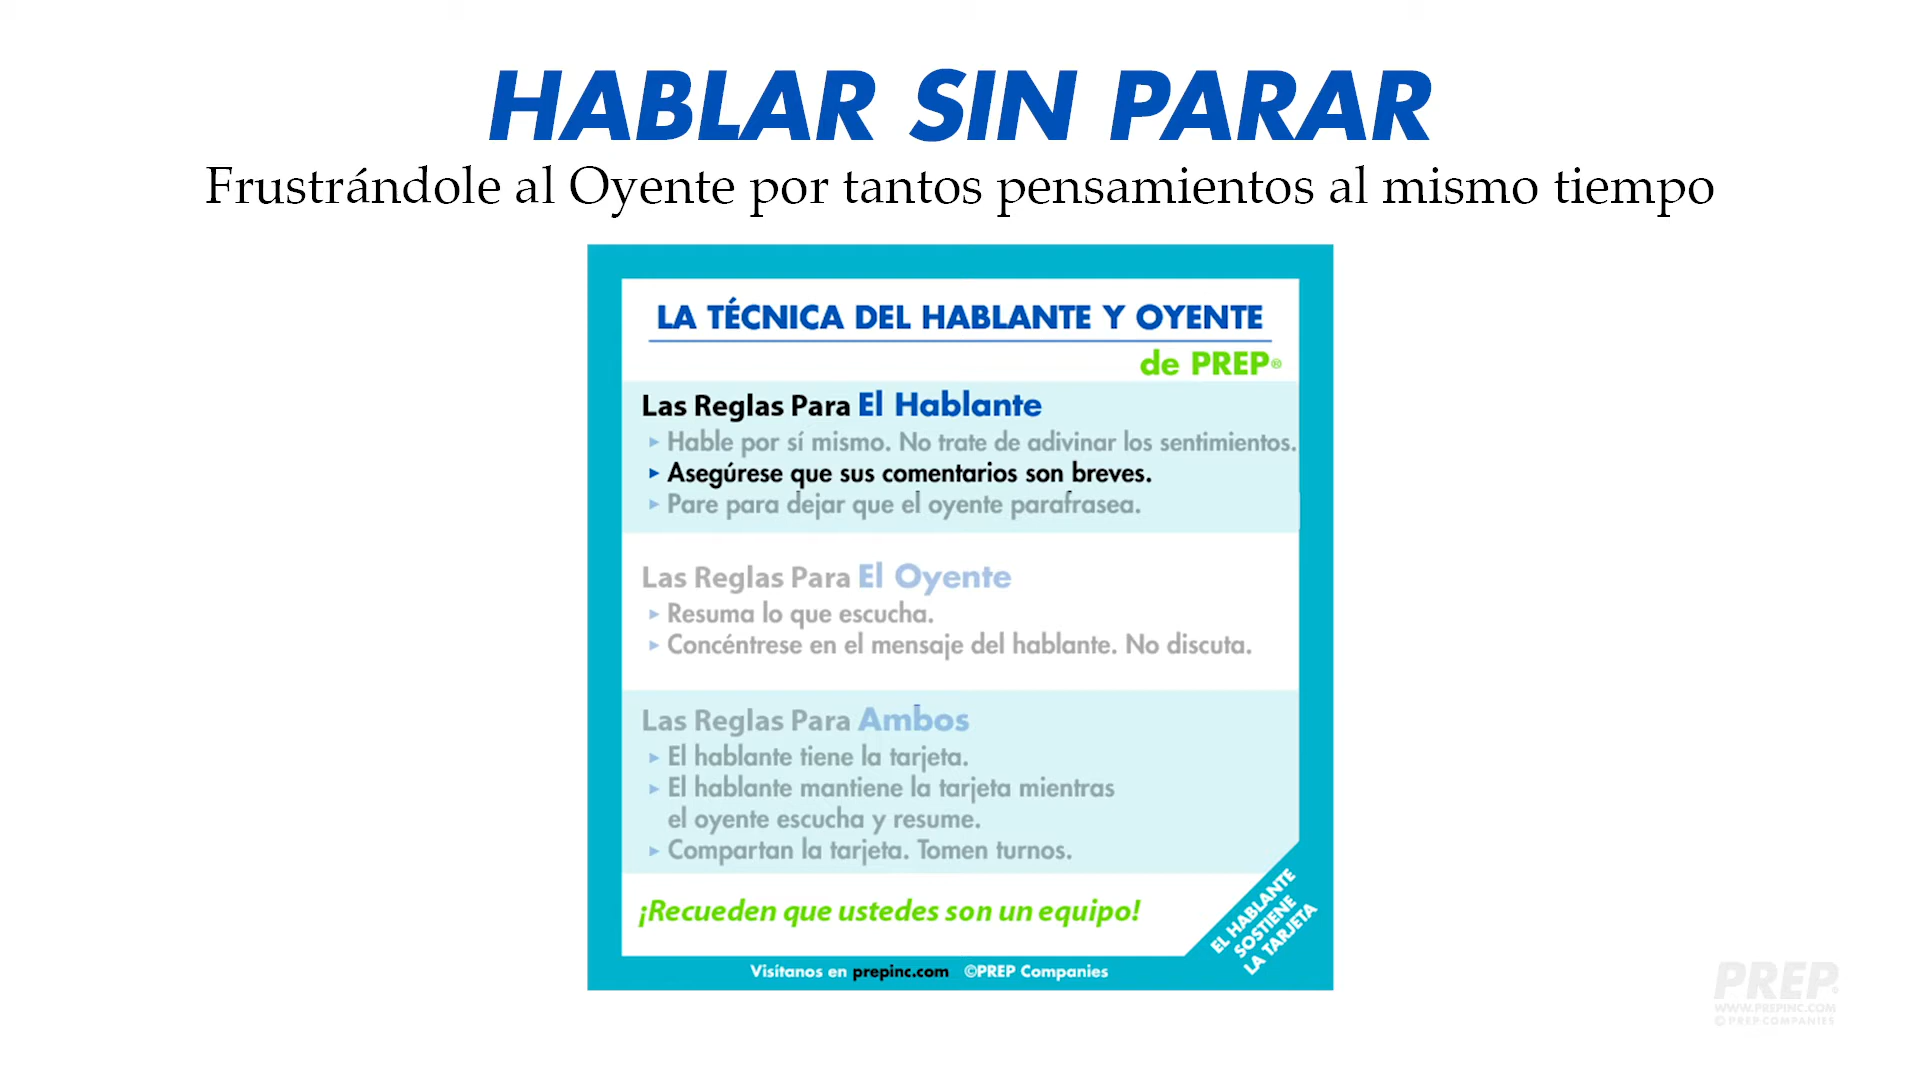 HABLAR SIN PARAR
Frustrándole al Oyente por tantos pensamientos al mismo tiempo
LA TÉCNICA DEL HABLANTE Y OYENTE
de PREP®
Las Reglas Para El Hablante
▸ Hable por sí mismo. No trate de adivinar los sentimientos.
▸ Asegúrese que sus comentarios son breves.
▸ Pare para dejar que el oyente parafrasea.
Las Reglas Para El Oyente
▸ Resuma lo que escucha.
▸ Concéntrese en el mensaje del hablante. No discuta.
Las Reglas Para Ambos
▸ El hablante tiene la tarjeta.
▸ El hablante mantiene la tarjeta mientras
el oyente escucha y resume.
▸ Compartan la tarjeta. Tomen turnos.
¡Recueden que ustedes son un equipo!
EL HABLANTE
SOSTIENE
LA TARJETA
Visítanos en prepinc.com ©PREP Companies
PREP®
WWW.PREPINC.COM
© PREP COMPANIES